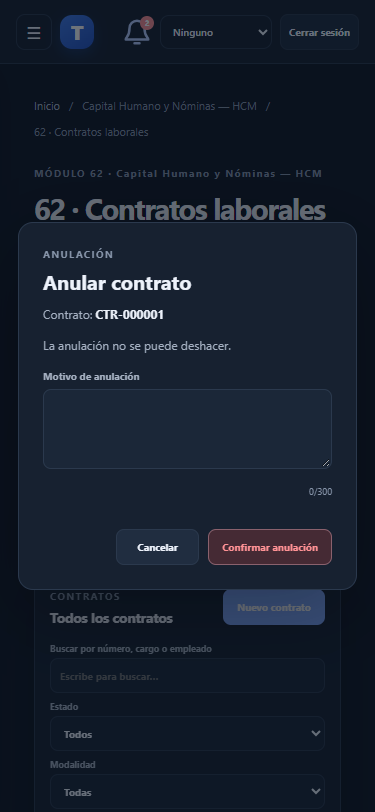 ☰
T
2
Ninguno
Cerrar sesión
Inicio / Capital Humano y Nóminas — HCM /
62 · Contratos laborales
MÓDULO 62 · Capital Humano y Nóminas — HCM
62 · Contratos laborales
ANULACIÓN
Anular contrato
Contrato: CTR-000001
La anulación no se puede deshacer.
Motivo de anulación
0/300
Cancelar
Confirmar anulación
CONTRATOS
Todos los contratos
Nuevo contrato
Buscar por número, cargo o empleado
Escribe para buscar...
Estado
Todos
Modalidad
Todas